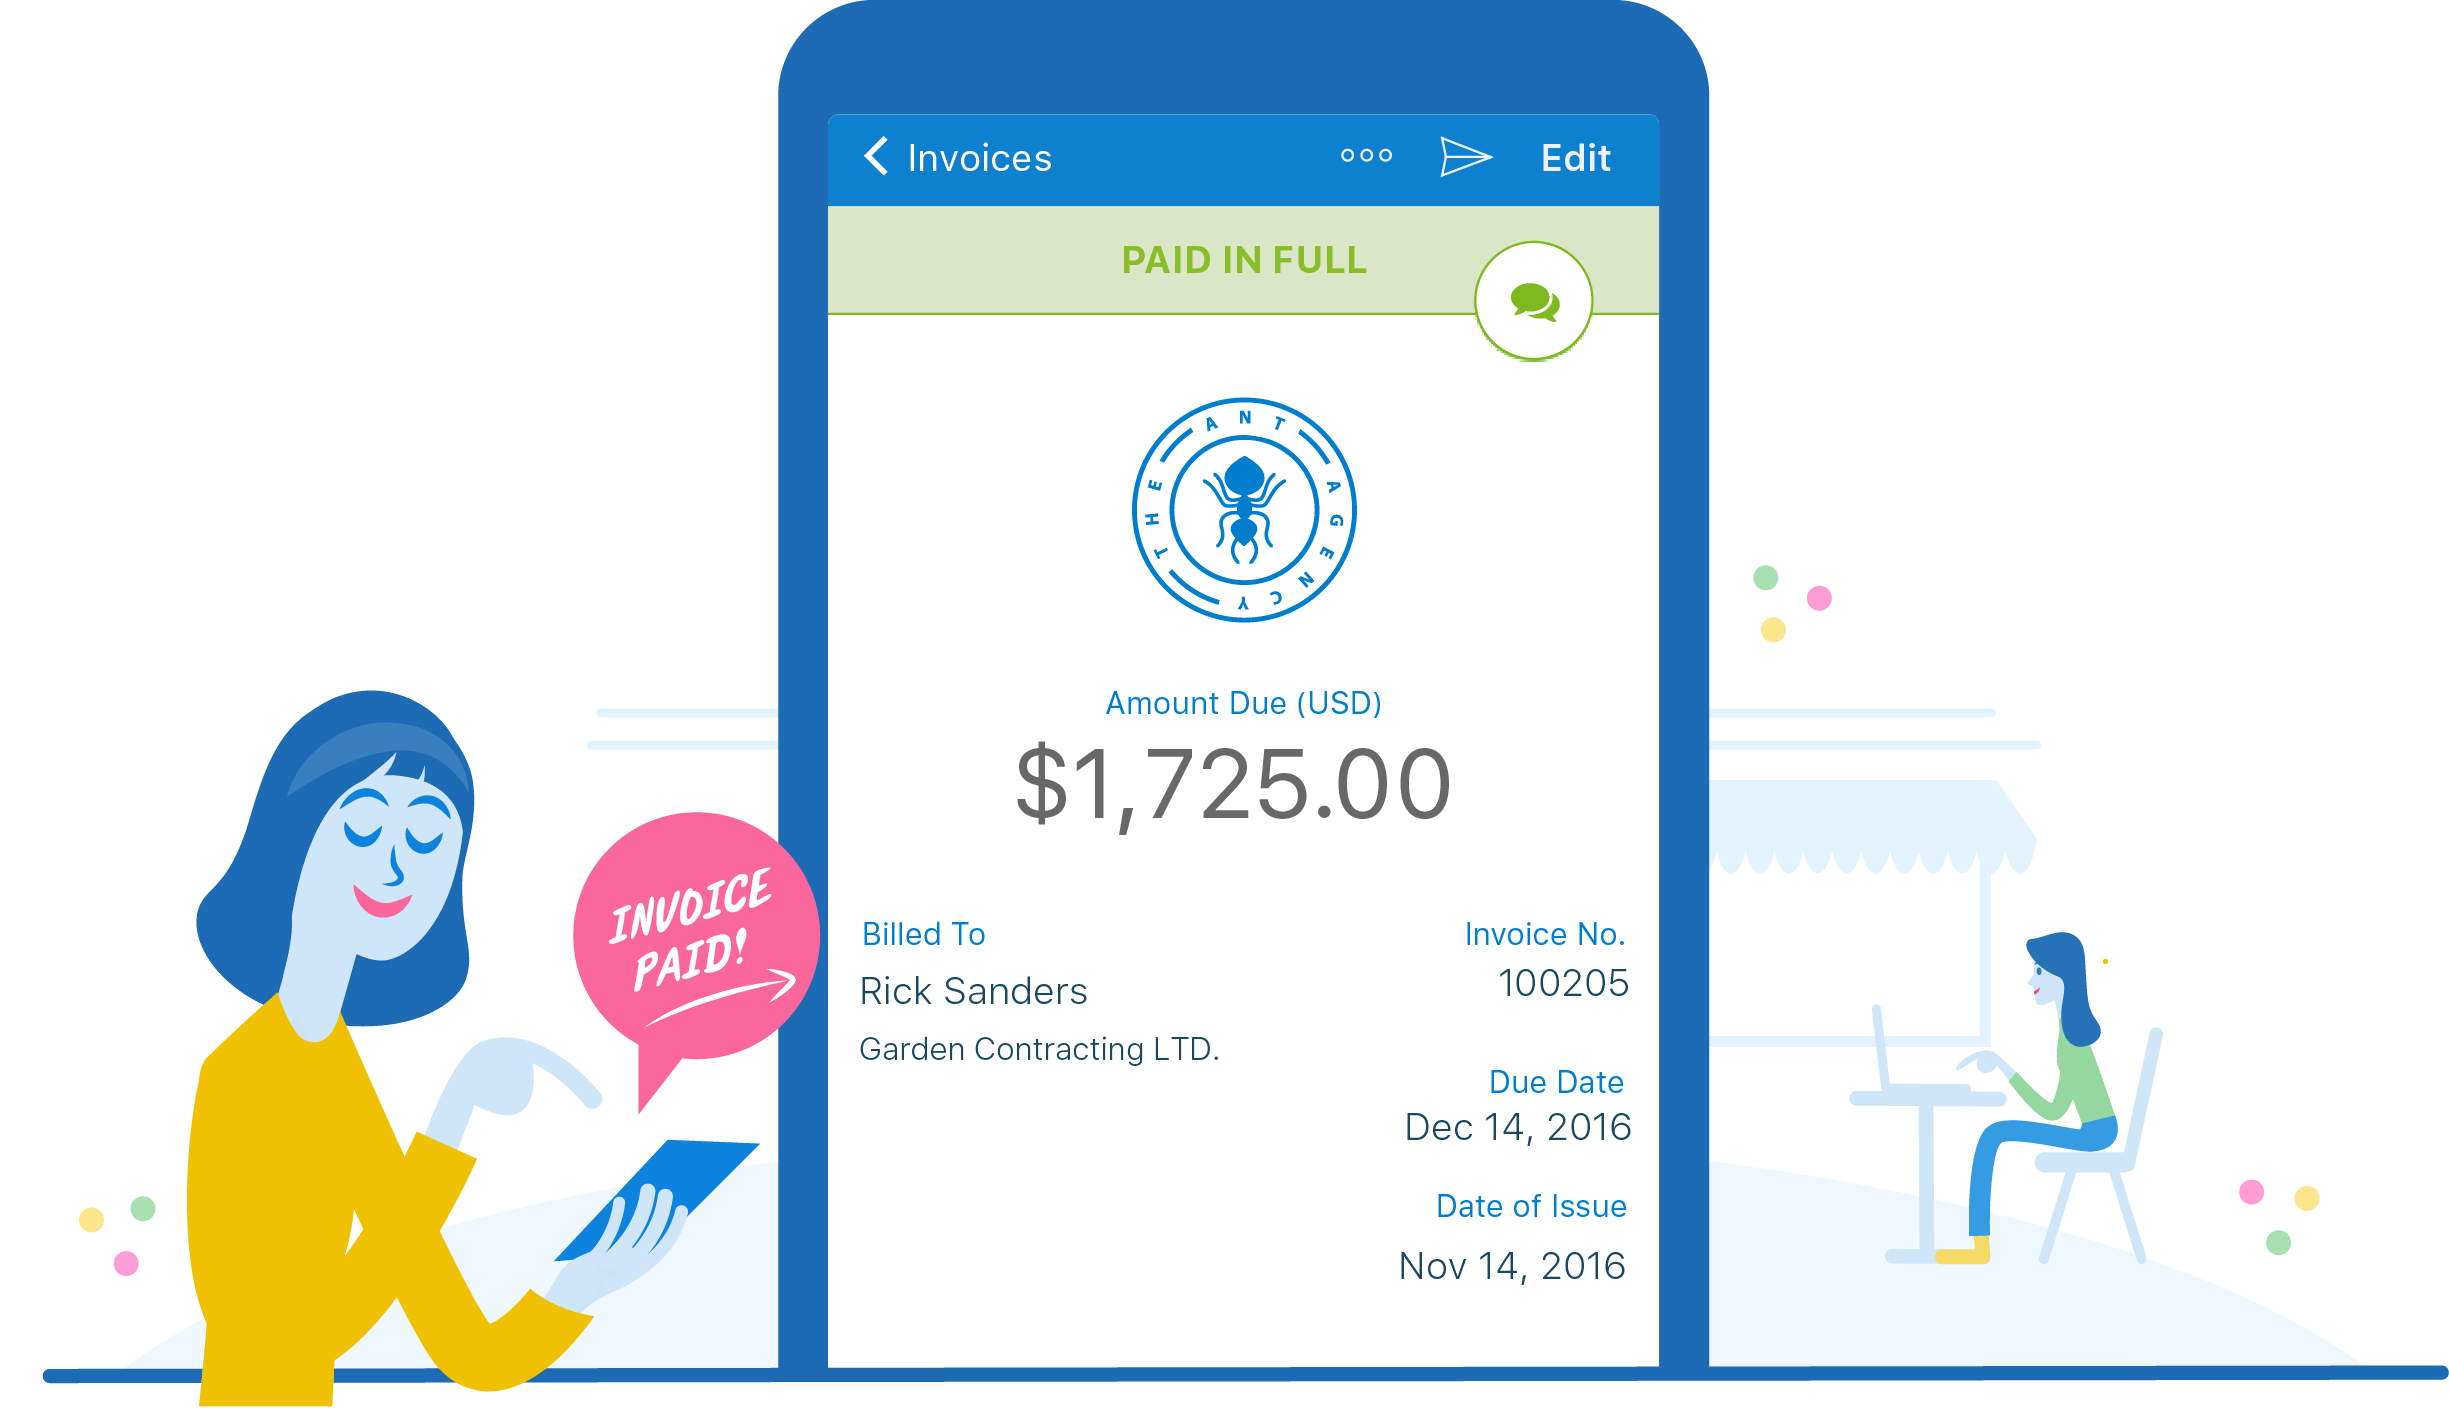 Invoices
Edit
PAID IN FULL
THE ANT AGENCY
Amount Due (USD)
$1,725.00
INVOICE
PAID!
Billed To
Rick Sanders
Garden Contracting LTD.
Invoice No.
100205
Due Date
Dec 14, 2016
Date of Issue
Nov 14, 2016